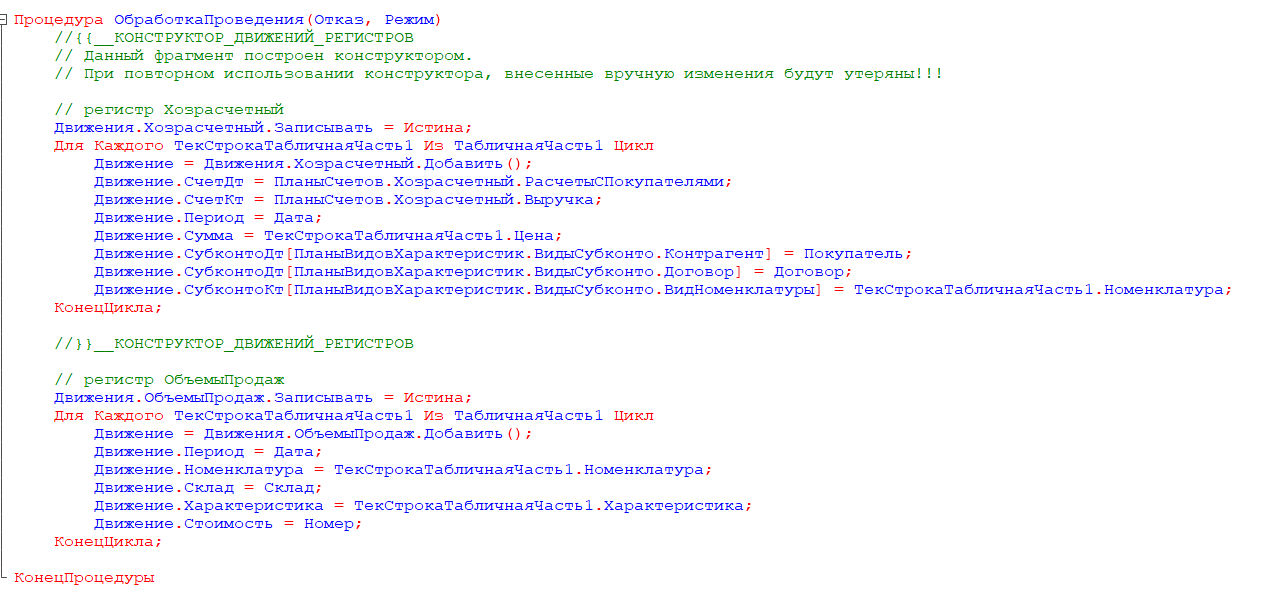 Процедура ОбработкаПроведения(Отказ, Режим)
//{{__КОНСТРУКТОР_ДВИЖЕНИЙ_РЕГИСТРОВ
// Данный фрагмент построен конструктором.
// При повторном использовании конструктора, внесенные вручную изменения будут утеряны!!!
// регистр Хозрасчетный
Движения.Хозрасчетный.Записывать = Истина;
Для Каждого ТекСтрокаТабличнаяЧасть1 Из ТабличнаяЧасть1 Цикл
Движение = Движения.Хозрасчетный.Добавить();
Движение.СчетДт = ПланыСчетов.Хозрасчетный.РасчетыСПокупателями;
Движение.СчетКт = ПланыСчетов.Хозрасчетный.Выручка;
Движение.Период = Дата;
Движение.Сумма = ТекСтрокаТабличнаяЧасть1.Цена;
Движение.СубконтоДт[ПланыВидовХарактеристик.ВидыСубконто.Контрагент] = Покупатель;
Движение.СубконтоДт[ПланыВидовХарактеристик.ВидыСубконто.Договор] = Договор;
Движение.СубконтоКт[ПланыВидовХарактеристик.ВидыСубконто.ВидНоменклатуры] = ТекСтрокаТабличнаяЧасть1.Номенклатура;
КонецЦикла;
//}}__КОНСТРУКТОР_ДВИЖЕНИЙ_РЕГИСТРОВ
// регистр ОбъемыПродаж
Движения.ОбъемыПродаж.Записывать = Истина;
Для Каждого ТекСтрокаТабличнаяЧасть1 Из ТабличнаяЧасть1 Цикл
Движение = Движения.ОбъемыПродаж.Добавить();
Движение.Период = Дата;
Движение.Номенклатура = ТекСтрокаТабличнаяЧасть1.Номенклатура;
Движение.Склад = Склад;
Движение.Характеристика = ТекСтрокаТабличнаяЧасть1.Характеристика;
Движение.Стоимость = Номер;
КонецЦикла;
КонецПроцедуры